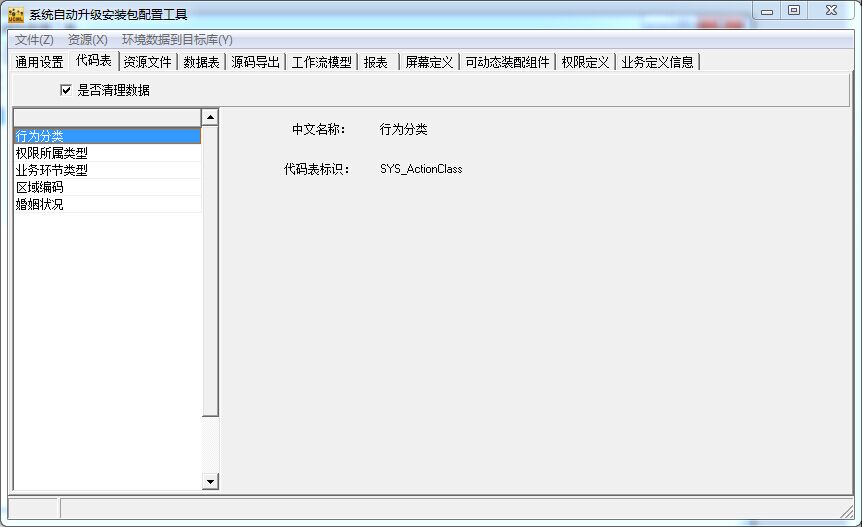 系统自动升级安装包配置工具
文件(Z) 资源(X) 环境数据到目标库(Y)
通用设置 代码表 资源文件 数据表 源码导出 工作流模型 报表 屏幕定义 可动态装配组件 权限定义 业务定义信息
是否清理数据
行为分类
权限所属类型
业务环节类型
区域编码
婚姻状况
中文名称: 行为分类
代码表标识: SYS_ActionClass